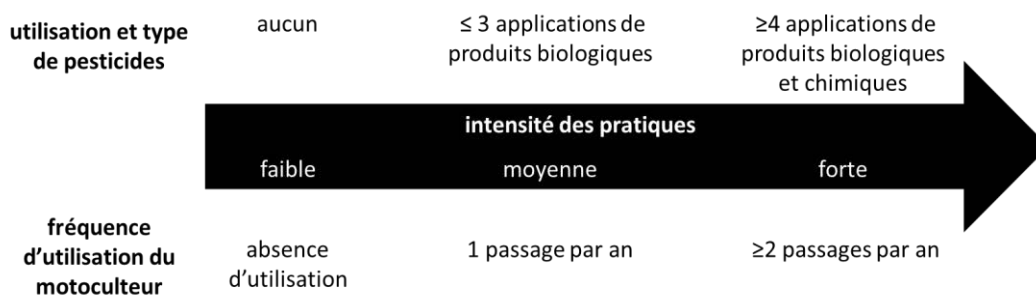 utilisation et type
de pesticides
aucun
≤ 3 applications de
produits biologiques
≥4 applications de
produits biologiques
et chimiques
intensité des pratiques
faible
moyenne
forte
fréquence
d'utilisation du
motoculteur
absence
d'utilisation
1 passage par an
≥2 passages par an